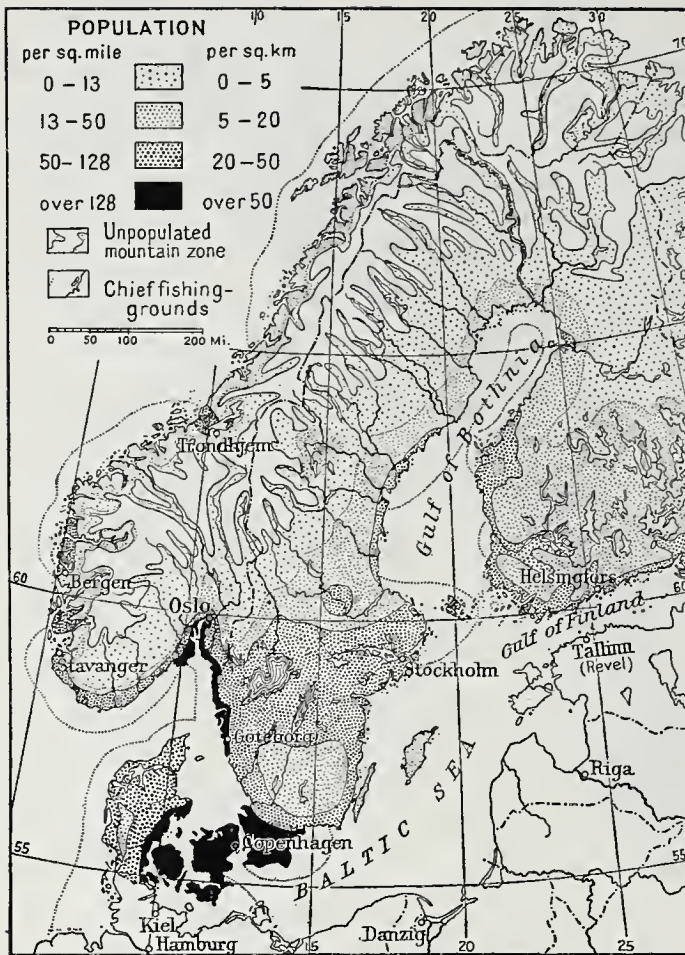 10 15 20 25 30
POPULATION
per sq. mile per sq. km
0 – 13 0 – 5
13 – 50 5 – 20
50 – 128 20 – 50
over 128 over 50
Unpopulated
mountain zone
Chief fishing-
grounds
0 50 100 200 Mi.
70
Gulf of Bothnia
Trondhjem
60
Bergen
Helsingfors
60
Oslo
Gulf of Finland
Stavanger
Stockholm
Tallinn
(Revel)
Göteborg
Riga
Copenhagen
BALTIC SEA
55
55
Kiel
Hamburg
Danzig
15 20 25